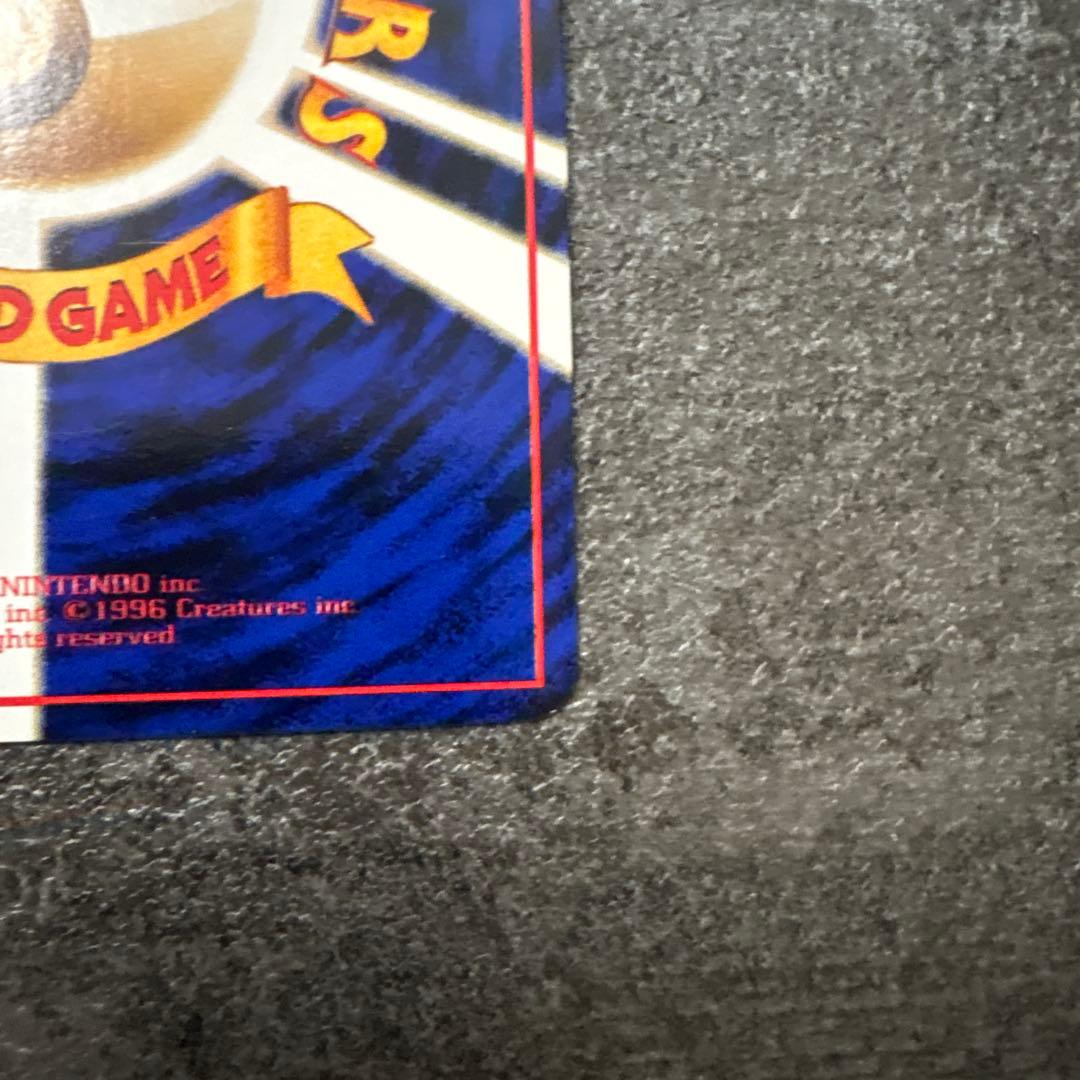 RS
D GAME
NINTENDO inc
inc. ©1996 Creatures inc.
ghts reserved